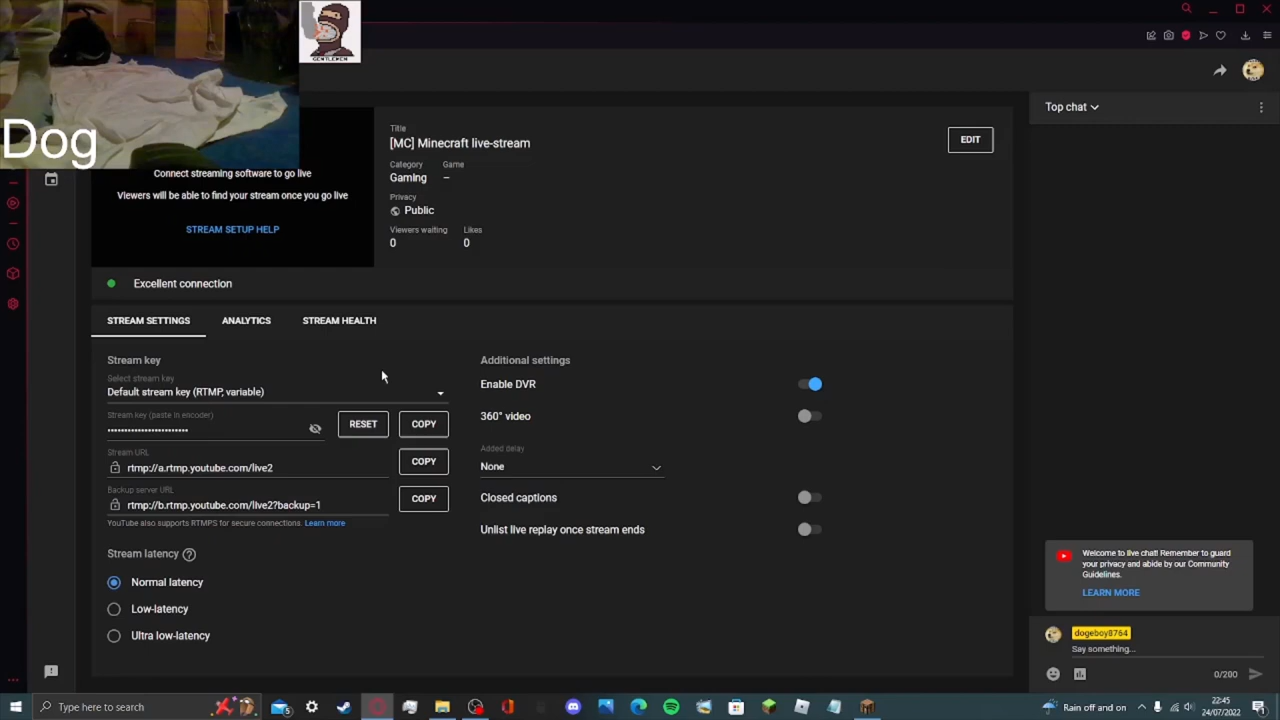 GENTLEMEN
Dog
Connect streaming software to go live
Viewers will be able to find your stream once you go live
STREAM SETUP HELP
Title
[MC] Minecraft live-stream
EDIT
Category Game
Gaming –
Privacy
Public
Viewers waiting Likes
0 0
Excellent connection
STREAM SETTINGS ANALYTICS STREAM HEALTH
Stream key
Select stream key
Default stream key (RTMP, variable)
Stream key (paste in encoder)
••••••••••••••••••••••••
RESET COPY
Stream URL
rtmp://a.rtmp.youtube.com/live2
COPY
Backup server URL
rtmp://b.rtmp.youtube.com/live2?backup=1
COPY
YouTube also supports RTMPS for secure connections. Learn more
Stream latency
Normal latency
Low-latency
Ultra low-latency
Additional settings
Enable DVR
360° video
Added delay
None
Closed captions
Unlist live replay once stream ends
Top chat
Welcome to live chat! Remember to guard
your privacy and abide by our Community
Guidelines.
LEARN MORE
dogeboy8764
Say something...
0/200
Type here to search
5
Rain off and on
22:45
24/07/2022
1